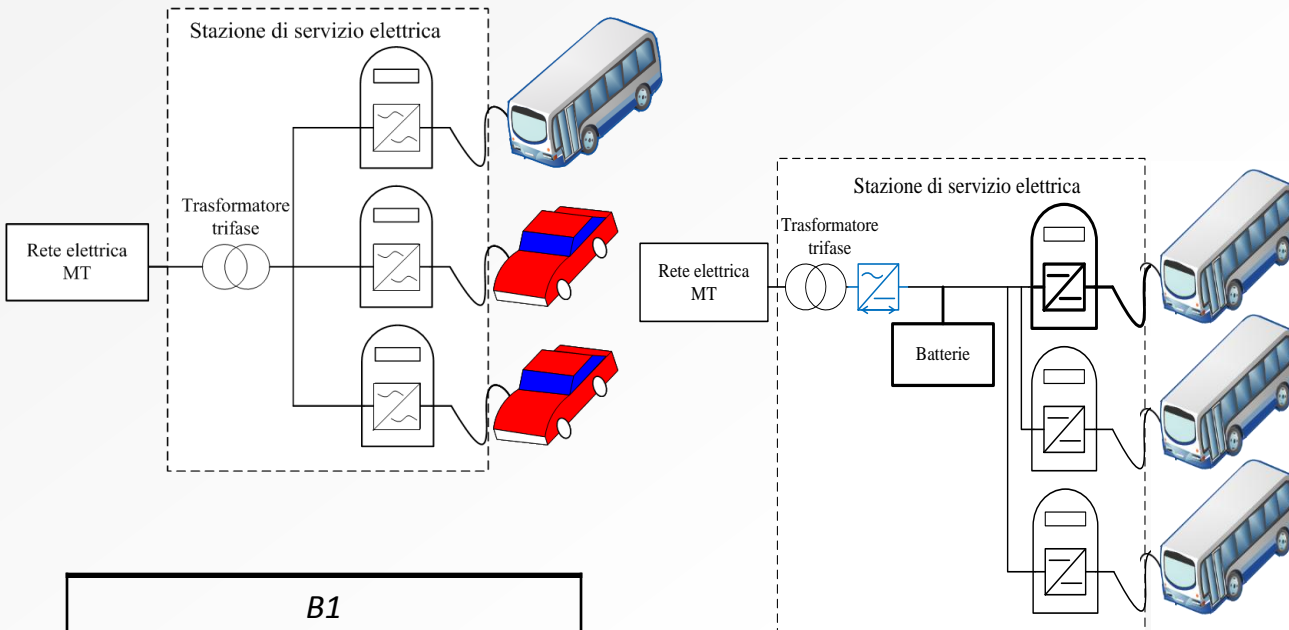 Stazione di servizio elettrica
Trasformatore
trifase
Rete elettrica
MT
Stazione di servizio elettrica
Trasformatore
trifase
Rete elettrica
MT
Batterie
B1